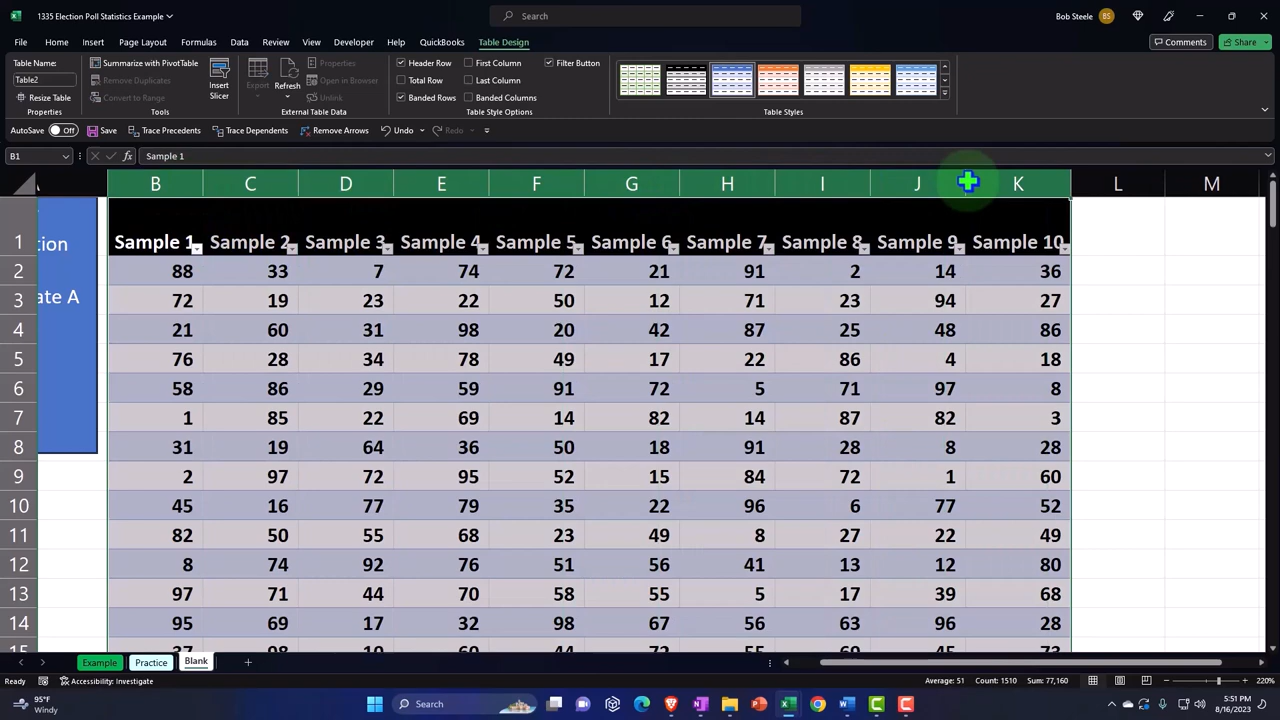 1335 Election Poll Statistics Example
Search
Bob Steele
BS
File
Home
Insert
Page Layout
Formulas
Data
Review
View
Developer
Help
QuickBooks
Table Design
Comments
Share
Table Name:
Table2
Resize Table
Properties
Summarize with PivotTable
Remove Duplicates
Convert to Range
Tools
Insert
Slicer
Export
Refresh
Properties
Open in Browser
Unlink
External Table Data
Header Row
Total Row
Banded Rows
First Column
Last Column
Banded Columns
Filter Button
Table Style Options
Table Styles
AutoSave Off
Save
Trace Precedents
Trace Dependents
Remove Arrows
Undo
Redo
B1
fx
Sample 1
B C D E F G H I J K L M
1 tion Sample 1 Sample 2 Sample 3 Sample 4 Sample 5 Sample 6 Sample 7 Sample 8 Sample 9 Sample 10
2 88 33 7 74 72 21 91 2 14 36
3 ate A 72 19 23 22 50 12 71 23 94 27
4 21 60 31 98 20 42 87 25 48 86
5 76 28 34 78 49 17 22 86 4 18
6 58 86 29 59 91 72 5 71 97 8
7 1 85 22 69 14 82 14 87 82 3
8 31 19 64 36 50 18 91 28 8 28
9 2 97 72 95 52 15 84 72 1 60
10 45 16 77 79 35 22 96 6 77 52
11 82 50 55 68 23 49 8 27 22 49
12 8 74 92 76 51 56 41 13 12 80
13 97 71 44 70 58 55 5 17 39 68
14 95 69 17 32 98 67 56 63 96 28
15 37 98 10 60 44 72 55 69 45 73
Example
Practice
Blank
Ready
Accessibility: Investigate
Average: 51
Count: 1510
Sum: 77,160
220%
95°F
Windy
Search
5:51 PM
8/16/2023